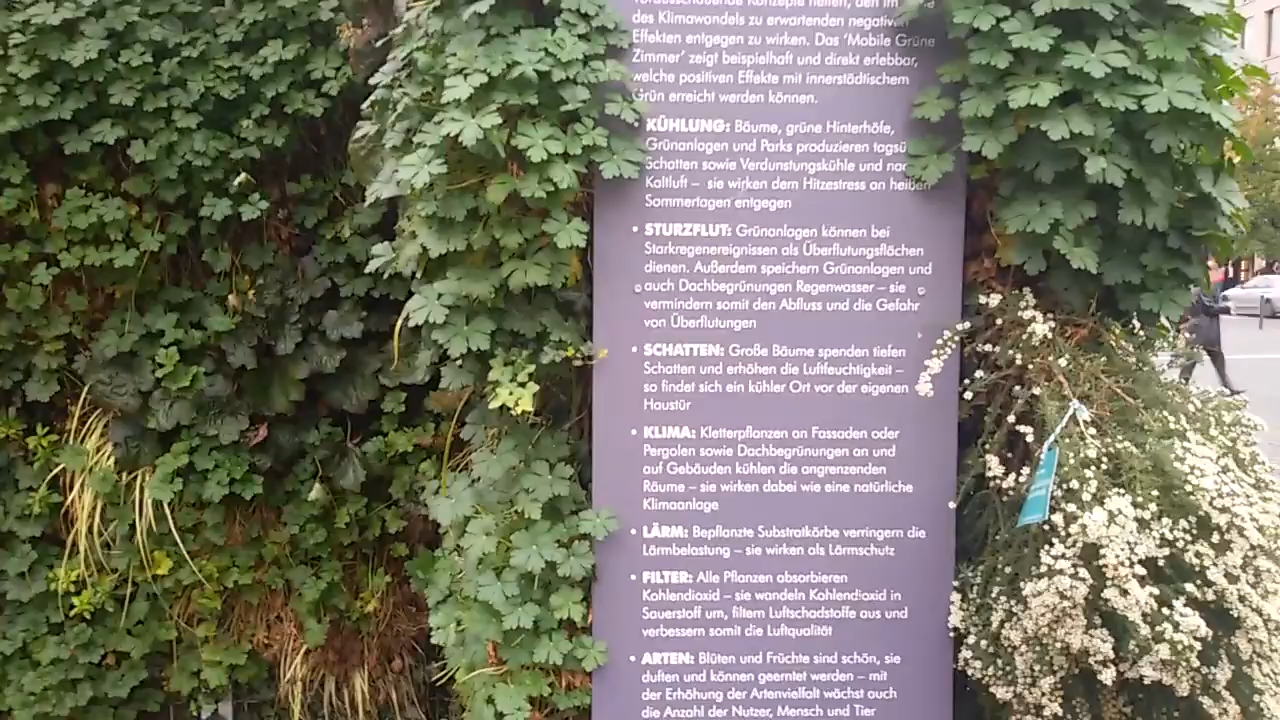 vorausschauende Konzepte helfen, den im
des Klimawandels zu erwartenden negativen
Effekten entgegen zu wirken. Das ‘Mobile Grüne
Zimmer’ zeigt beispielhaft und direkt erlebbar,
welche positiven Effekte mit innerstädtischem
Grün erreicht werden können.
KÜHLUNG: Bäume, grüne Hinterhöfe,
Grünanlagen und Parks produzieren tagsü
Schatten sowie Verdunstungskühle und nac
Kaltluft – sie wirken dem Hitzestress an heißen
Sommertagen entgegen
• STURZFLUT: Grünanlagen können bei
Starkregenereignissen als Überflutungsflächen
dienen. Außerdem speichern Grünanlagen und
auch Dachbegrünungen Regenwasser – sie
vermindern somit den Abfluss und die Gefahr
von Überflutungen
• SCHATTEN: Große Bäume spenden tiefen
Schatten und erhöhen die Luftfeuchtigkeit –
so findet sich ein kühler Ort vor der eigenen
Haustür
• KLIMA: Kletterpflanzen an Fassaden oder
Pergolen sowie Dachbegrünungen an und
auf Gebäuden kühlen die angrenzenden
Räume – sie wirken dabei wie eine natürliche
Klimaanlage
• LÄRM: Bepflanzte Substratkörbe verringern die
Lärmbelastung – sie wirken als Lärmschutz
• FILTER: Alle Pflanzen absorbieren
Kohlendioxid – sie wandeln Kohlendioxid in
Sauerstoff um, filtern Luftschadstoffe aus und
verbessern somit die Luftqualität
• ARTEN: Blüten und Früchte sind schön, sie
duften und können geerntet werden – mit
der Erhöhung der Artenvielfalt wächst auch
die Anzahl der Nutzer, Mensch und Tier